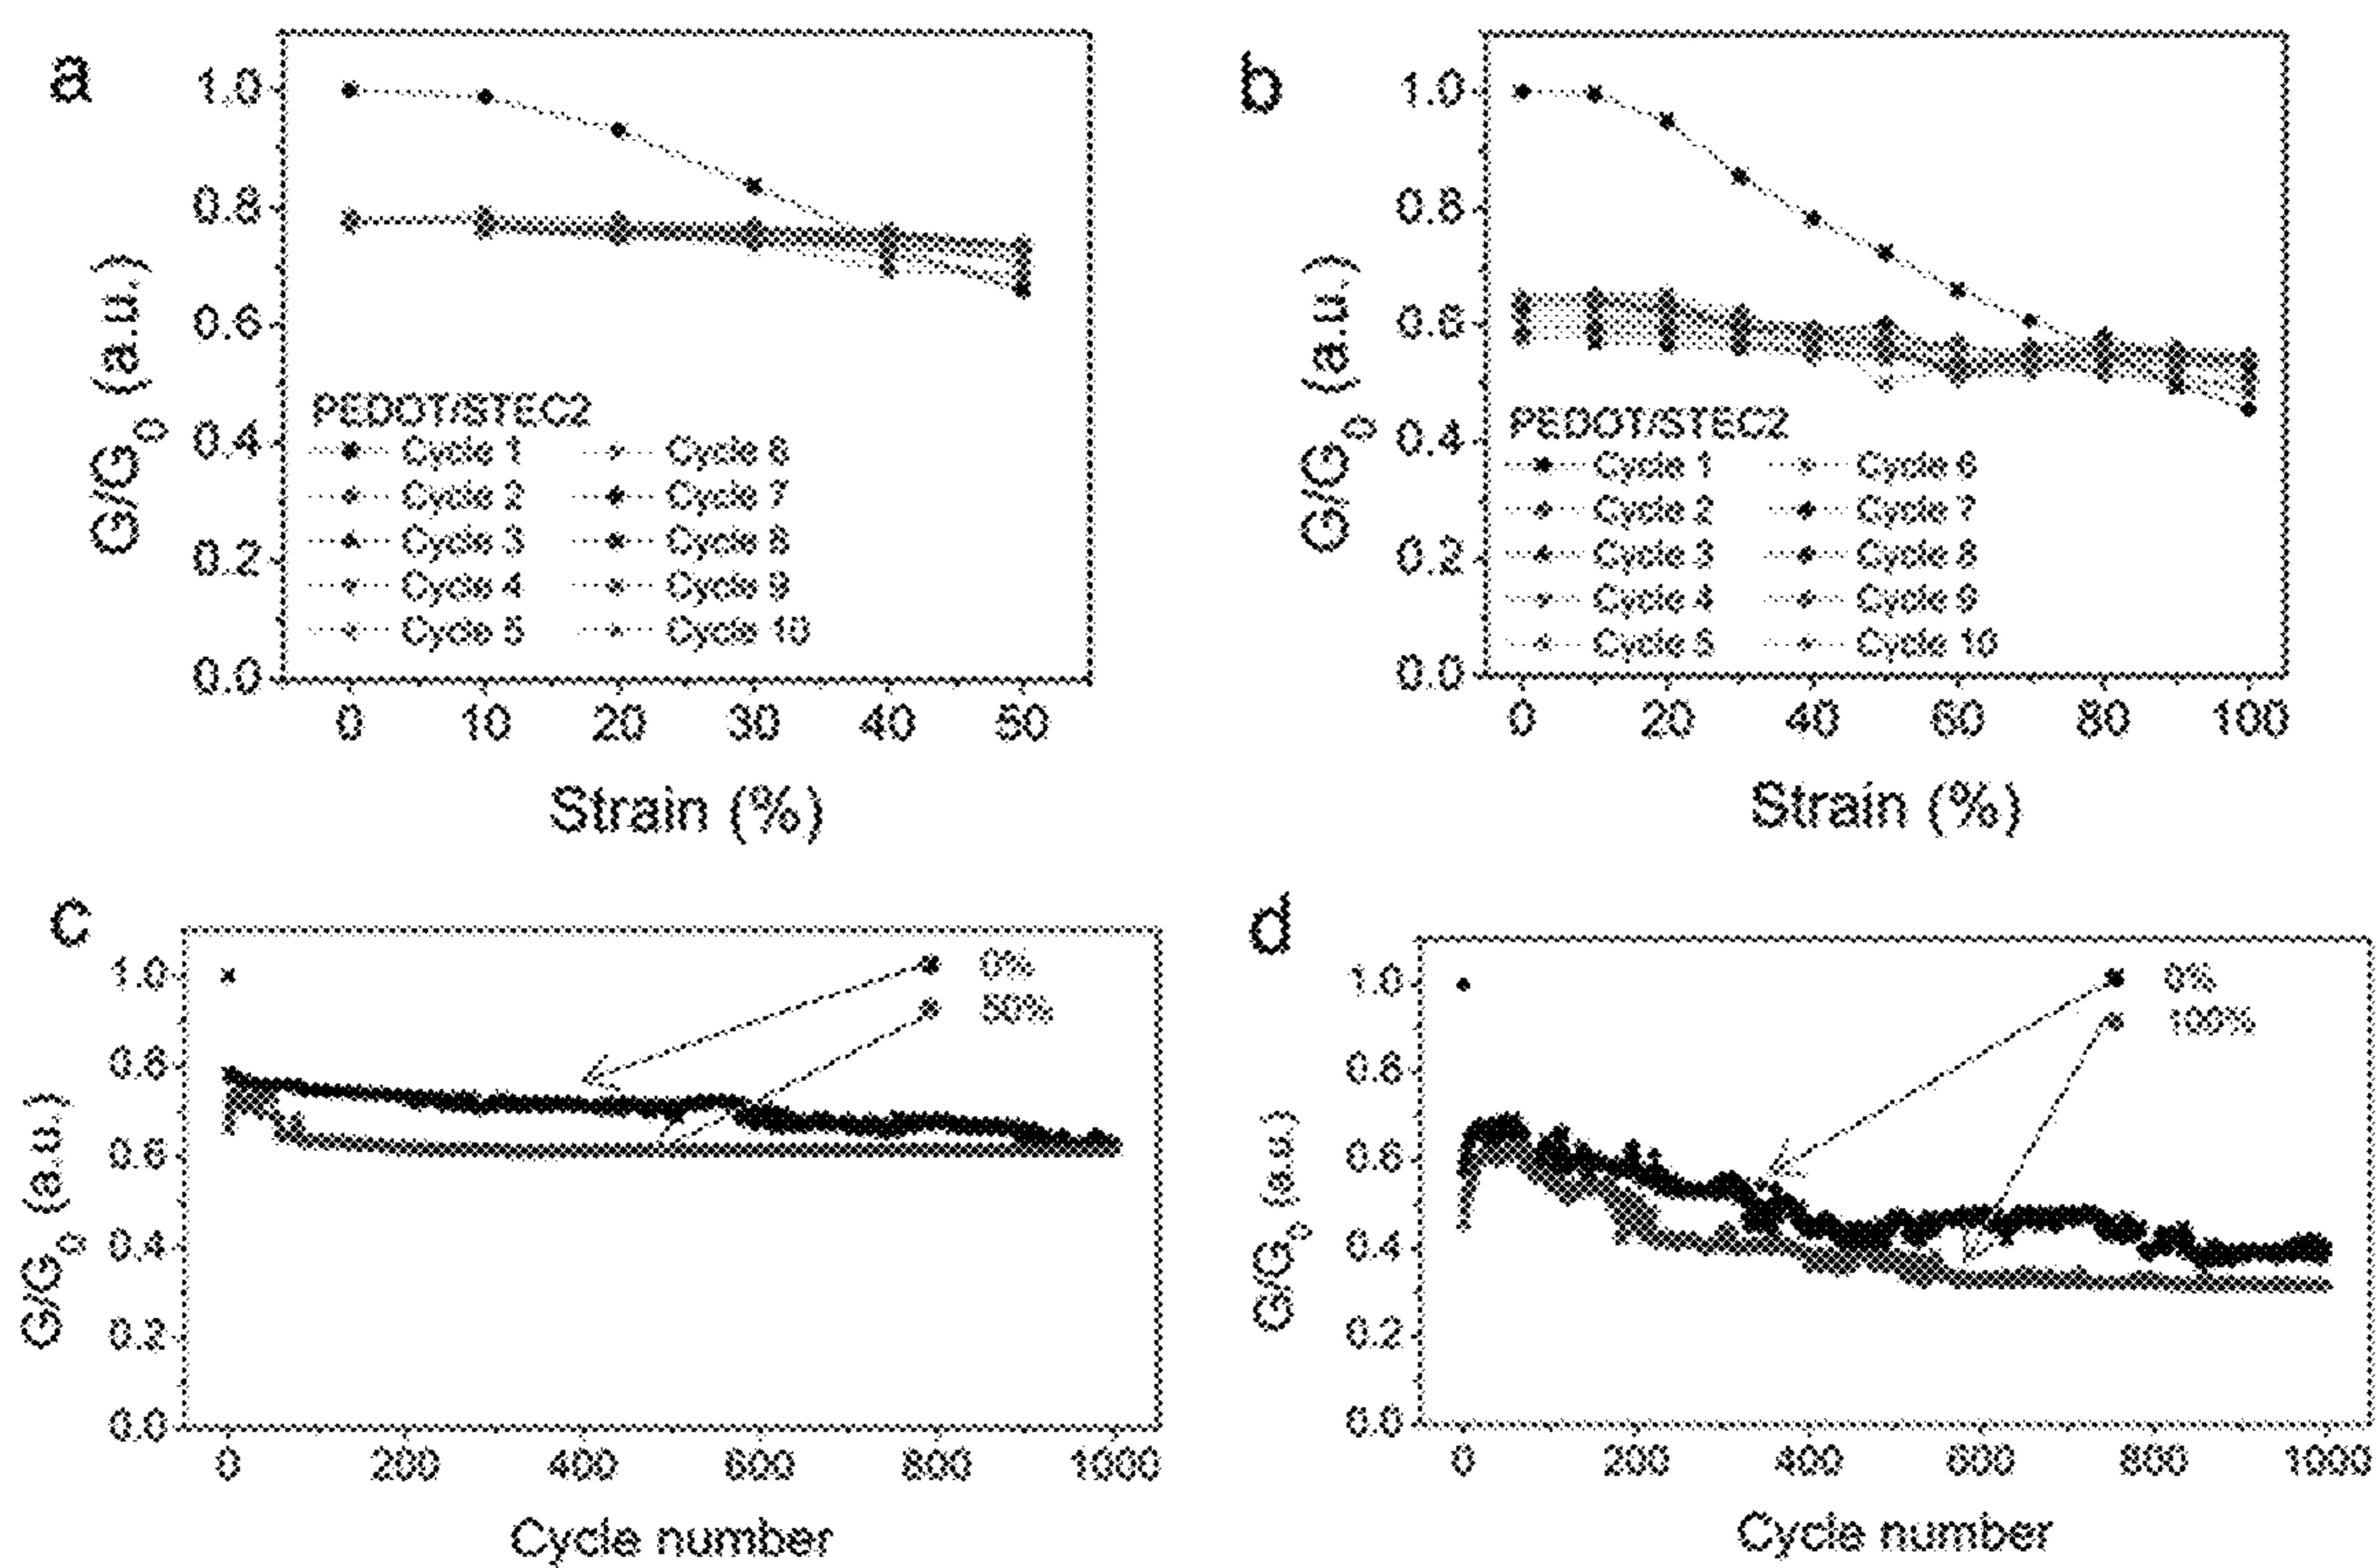 a
1.0
0.8
0.6
0.4
0.2
0.0
G/G0 (a.u.)
PEDOT/STEC2
Cycle 1 Cycle 6
Cycle 2 Cycle 7
Cycle 3 Cycle 8
Cycle 4 Cycle 9
Cycle 5 Cycle 10
0 10 20 30 40 50
Strain (%)
b
1.0
0.8
0.6
0.4
0.2
0.0
G/G0 (a.u.)
PEDOT/STEC2
Cycle 1 Cycle 6
Cycle 2 Cycle 7
Cycle 3 Cycle 8
Cycle 4 Cycle 9
Cycle 5 Cycle 10
0 20 40 60 80 100
Strain (%)
c
1.0
0.8
0.6
0.4
0.2
0.0
G/G0 (a.u.)
0%
50%
0 200 400 600 800 1000
Cycle number
d
1.0
0.8
0.6
0.4
0.2
0.0
G/G0 (a.u.)
0%
100%
0 200 400 600 800 1000
Cycle number